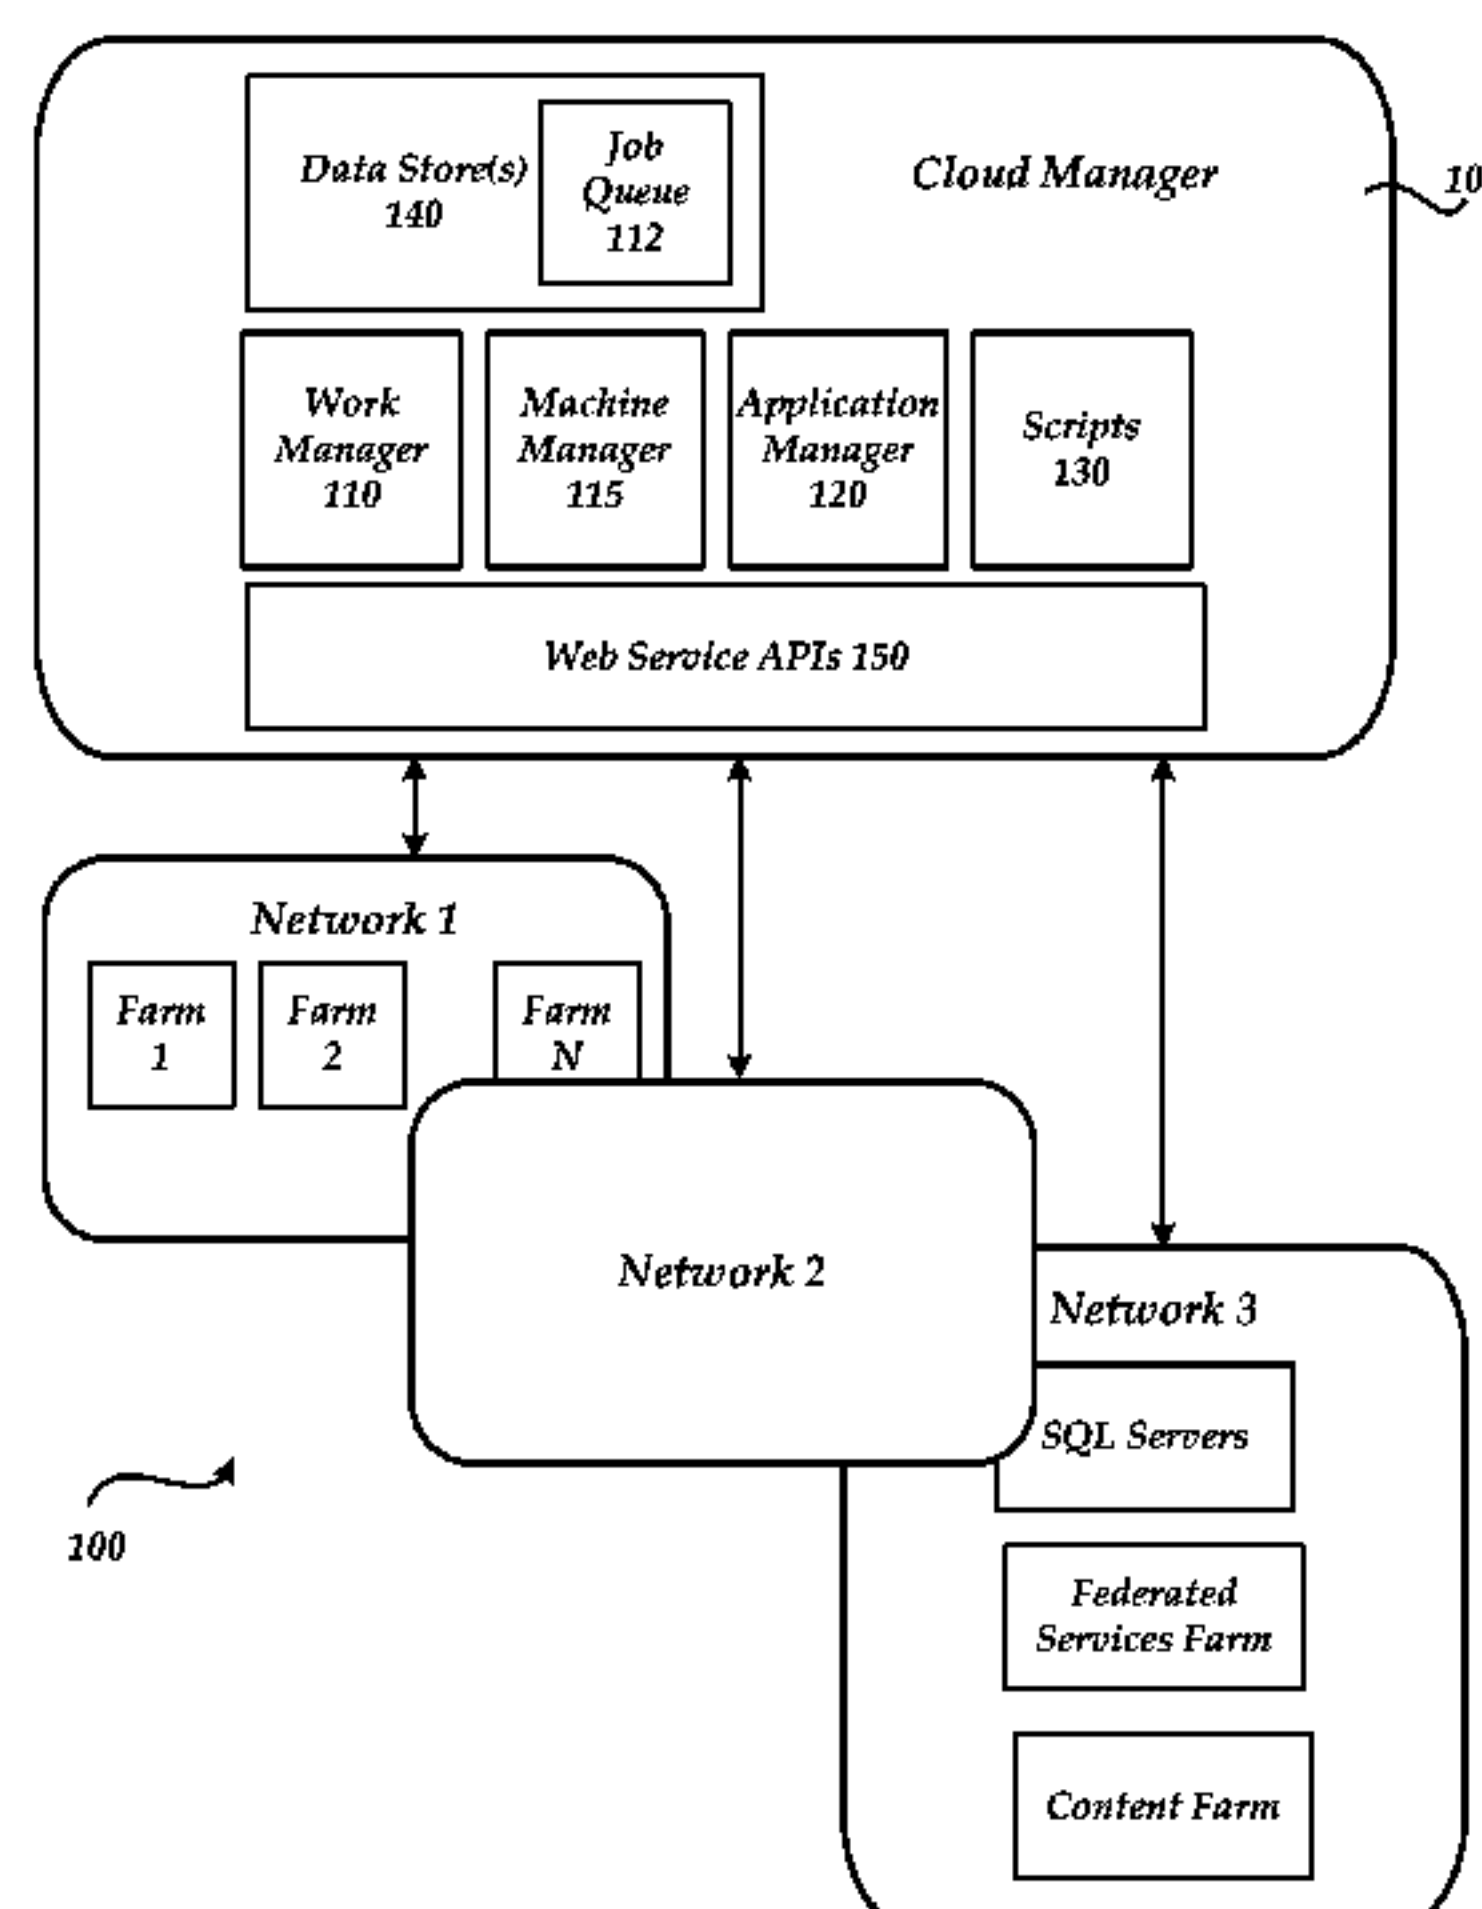 Job
Queue
112
Data Store(s)
140
Cloud Manager
10
Work
Manager
110
Machine
Manager
115
Application
Manager
120
Scripts
130
Web Service APIs 150
Network 1
Farm
1
Farm
2
Farm
N
Network 2
Network 3
SQL Servers
Federated
Services Farm
Content Farm
100